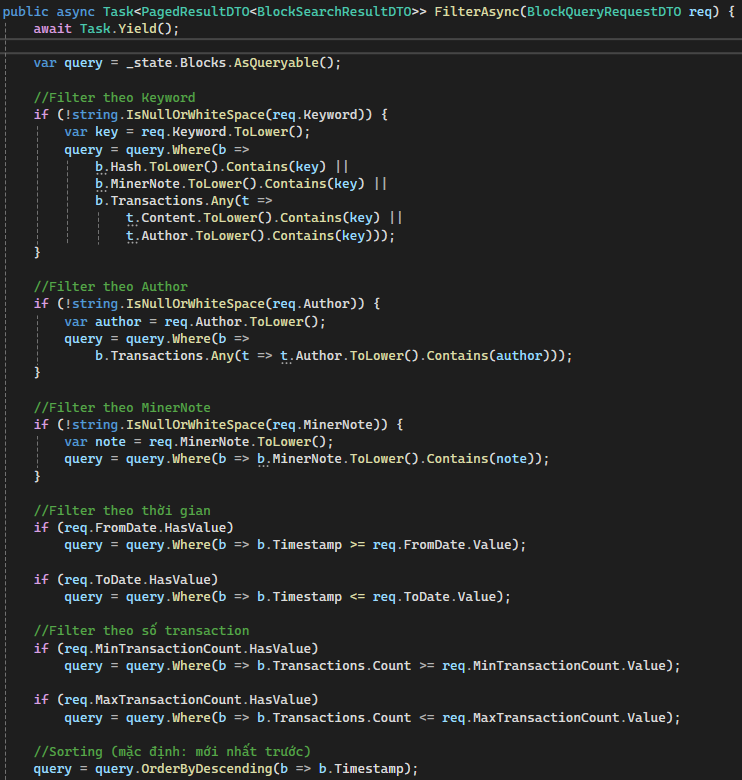 public async Task<PagedResultDTO<BlockSearchResultDTO>> FilterAsync(BlockQueryRequestDTO req) {
    await Task.Yield();

    var query = _state.Blocks.AsQueryable();

    //Filter theo Keyword
    if (!string.IsNullOrWhiteSpace(req.Keyword)) {
        var key = req.Keyword.ToLower();
        query = query.Where(b =>
            b.Hash.ToLower().Contains(key) ||
            b.MinerNote.ToLower().Contains(key) ||
            b.Transactions.Any(t =>
                t.Content.ToLower().Contains(key) ||
                t.Author.ToLower().Contains(key)));
    }

    //Filter theo Author
    if (!string.IsNullOrWhiteSpace(req.Author)) {
        var author = req.Author.ToLower();
        query = query.Where(b =>
            b.Transactions.Any(t => t.Author.ToLower().Contains(author)));
    }

    //Filter theo MinerNote
    if (!string.IsNullOrWhiteSpace(req.MinerNote)) {
        var note = req.MinerNote.ToLower();
        query = query.Where(b => b.MinerNote.ToLower().Contains(note));
    }

    //Filter theo thời gian
    if (req.FromDate.HasValue)
        query = query.Where(b => b.Timestamp >= req.FromDate.Value);

    if (req.ToDate.HasValue)
        query = query.Where(b => b.Timestamp <= req.ToDate.Value);

    //Filter theo số transaction
    if (req.MinTransactionCount.HasValue)
        query = query.Where(b => b.Transactions.Count >= req.MinTransactionCount.Value);

    if (req.MaxTransactionCount.HasValue)
        query = query.Where(b => b.Transactions.Count <= req.MaxTransactionCount.Value);

    //Sorting (mặc định: mới nhất trước)
    query = query.OrderByDescending(b => b.Timestamp);